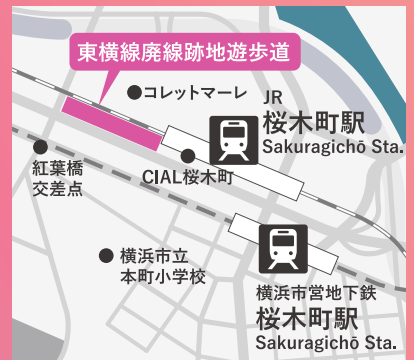 東横線廃線跡地遊歩道
コレットマーレ
JR
桜木町駅
Sakuragichō Sta.
紅葉橋
交差点
CIAL桜木町
横浜市立
本町小学校
横浜市営地下鉄
桜木町駅
Sakuragichō Sta.